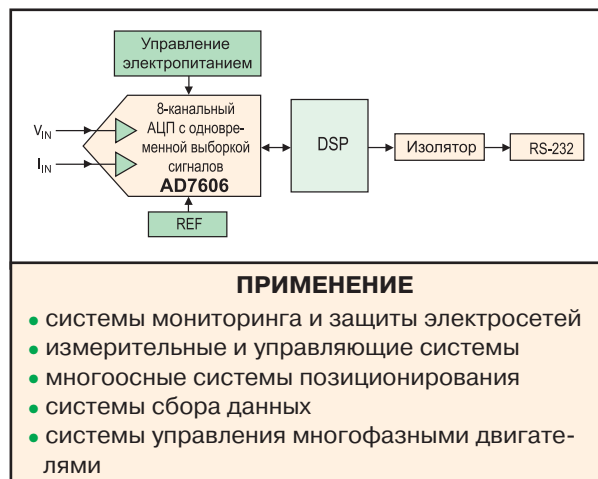 Управление
электропитанием
8-канальный
АЦП с одновре-
менной выборкой
сигналов
AD7606
VIN
IIN
REF
DSP
Изолятор
RS-232
ПРИМЕНЕНИЕ
• системы мониторинга и защиты электросетей
• измерительные и управляющие системы
• многоосные системы позиционирования
• системы сбора данных
• системы управления многофазными двигате-
лями